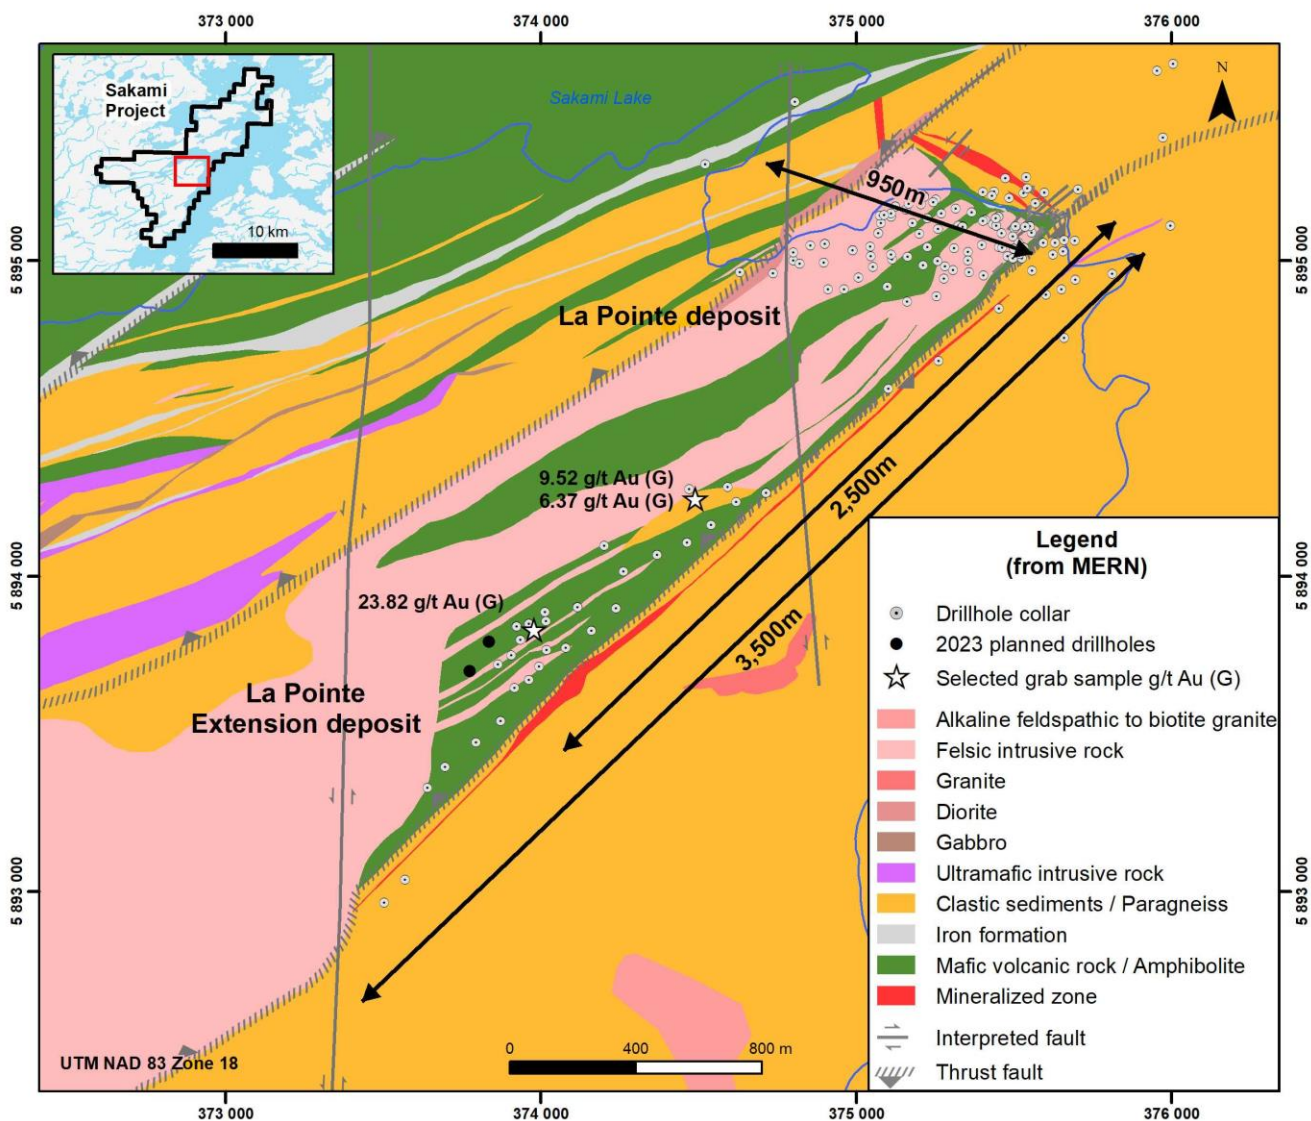 373 000
374 000
375 000
376 000
Sakami
Project
10 km
Sakami Lake
N
950m
5 895 000
5 895 000
La Pointe deposit
9.52 g/t Au (G)
6.37 g/t Au (G)
2,500m
5 894 000
5 894 000
23.82 g/t Au (G)
3,500m
La Pointe
Extension deposit
5 893 000
5 893 000
Legend
(from MERN)
Drillhole collar
2023 planned drillholes
Selected grab sample g/t Au (G)
Alkaline feldspathic to biotite granite
Felsic intrusive rock
Granite
Diorite
Gabbro
Ultramafic intrusive rock
Clastic sediments / Paragneiss
Iron formation
Mafic volcanic rock / Amphibolite
Mineralized zone
Interpreted fault
Thrust fault
UTM NAD 83 Zone 18
0
400
800 m
373 000
374 000
375 000
376 000